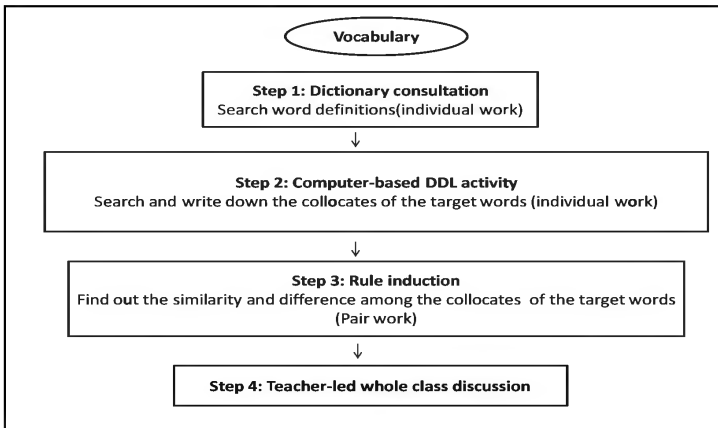 Vocabulary
Step 1: Dictionary consultation
Search word definitions(individual work)
Step 2: Computer-based DDL activity
Search and write down the collocates of the target words (individual work)
Step 3: Rule induction
Find out the similarity and difference among the collocates of the target words
(Pair work)
Step 4: Teacher-led whole class discussion